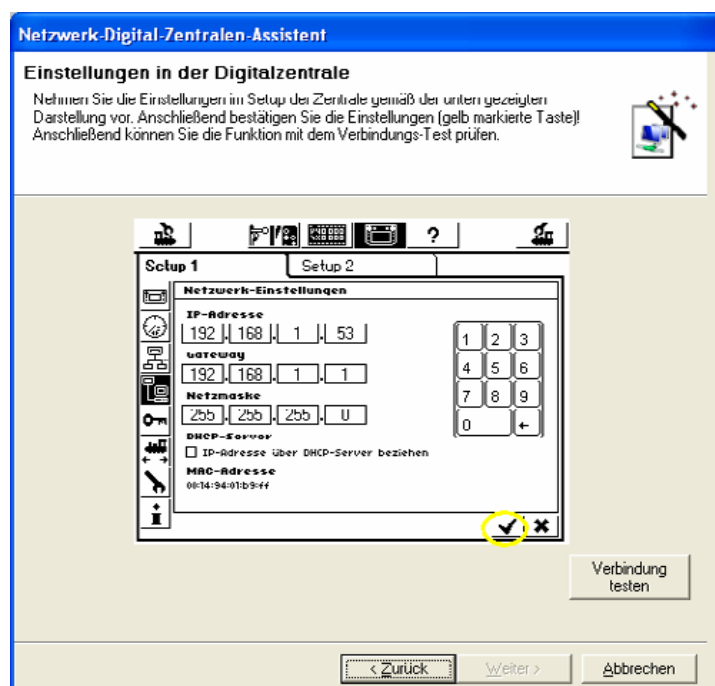 Netzwerk-Digital-Zentralen-Assistent
Einstellungen in der Digitalzentrale
Nehmen Sie die Einstellungen im Setup der Zentrale gemäß der unten gezeigten
Darstellung vor. Anschließend bestätigen Sie die Einstellungen (gelb markierte Taste)!
Anschließend können Sie die Funktion mit dem Verbindungs-Test prüfen.
?
Setup 1 Setup 2
Netzwerk-Einstellungen
IP-Adresse
192 . 168 . 1 . 53
Gateway
192 . 168 . 1 . 1
Netzmaske
255 . 255 . 255 . 0
DHCP-Server
IP-Adresse über DHCP-Server beziehen
MAC-Adresse
00:14:94:01:b9:ff
1 2 3
4 5 6
7 8 9
0 ←
i
Verbindung
testen
< Zurück Weiter > Abbrechen